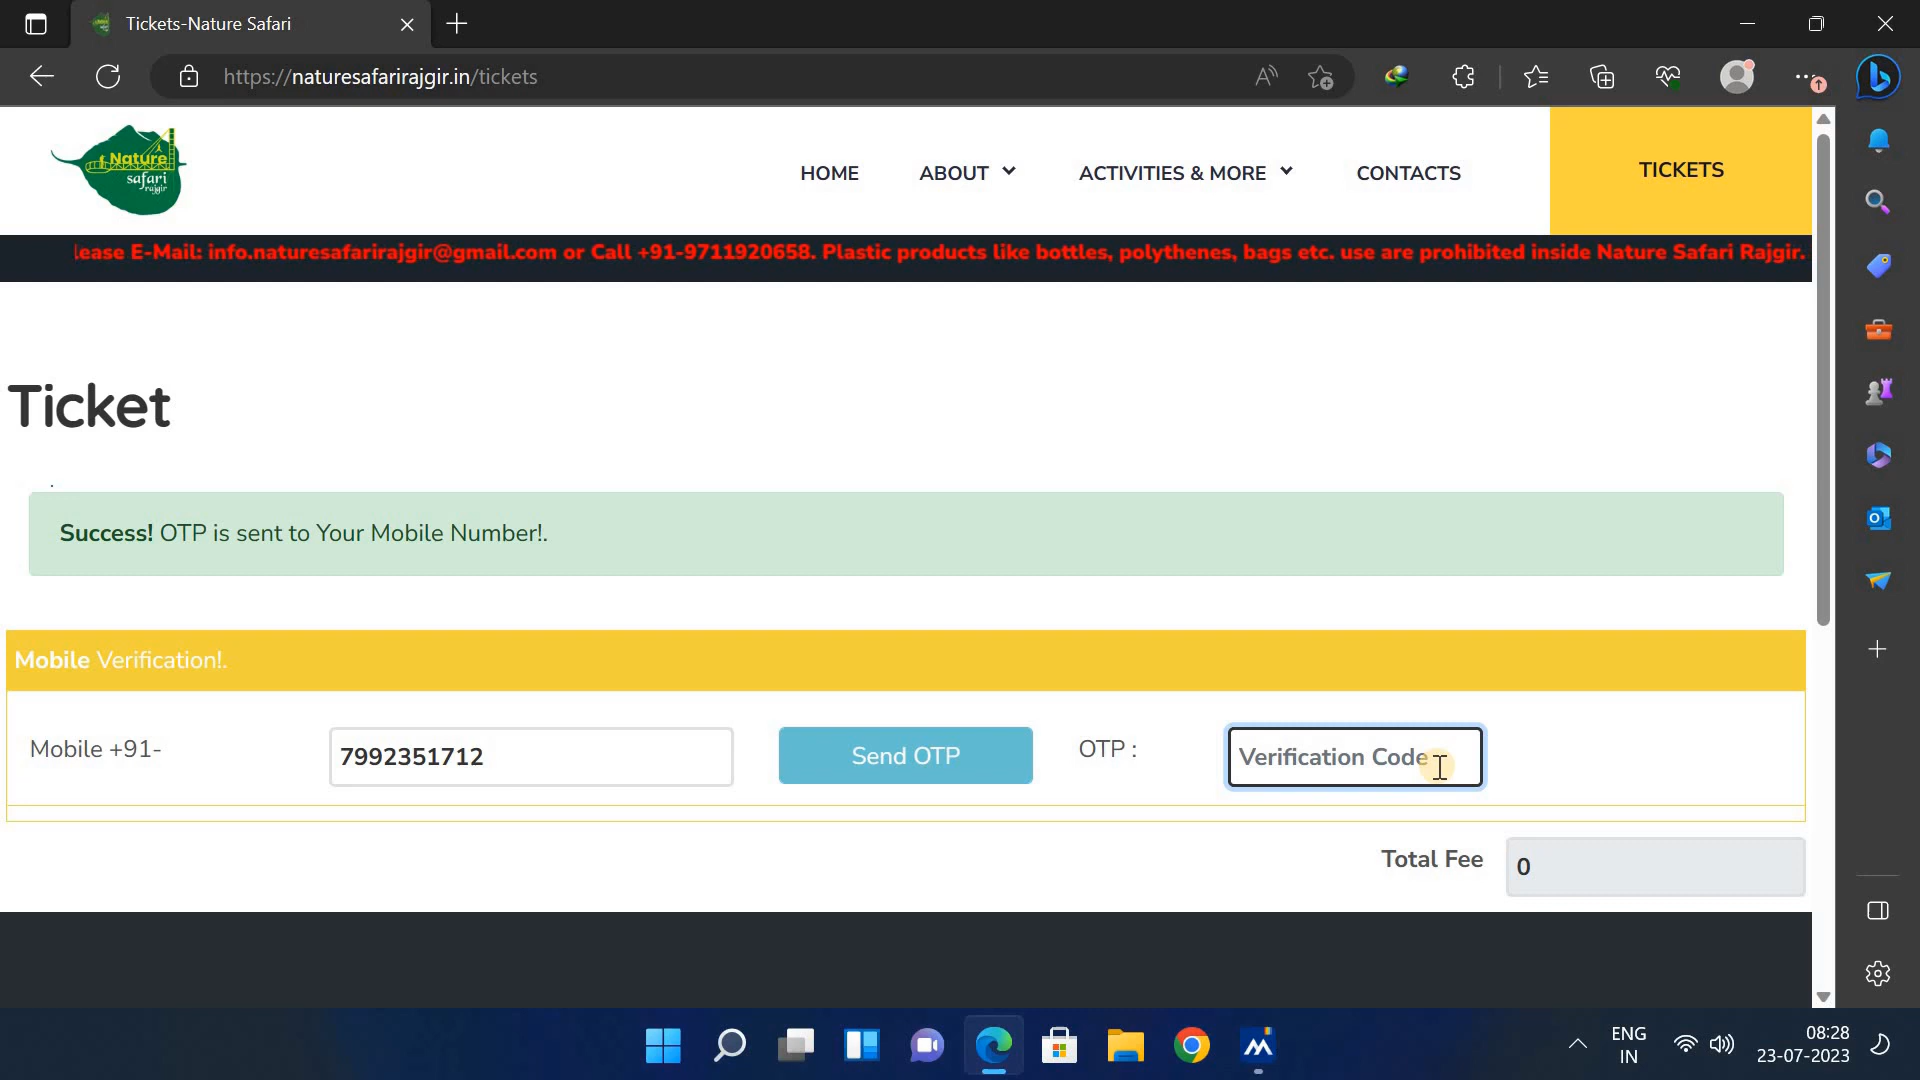 Tickets-Nature Safari
https://naturesafarirajgir.in/tickets
Nature
safari
rajgir
HOME
ABOUT
ACTIVITIES & MORE
CONTACTS
TICKETS
lease E-Mail: info.naturesafarirajgir@gmail.com or Call +91-9711920658. Plastic products like bottles, polythenes, bags etc. use are prohibited inside Nature Safari Rajgir.
Ticket
Success! OTP is sent to Your Mobile Number!.
Mobile Verification!.
Mobile +91-
7992351712
Send OTP
OTP :
Verification Code
Total Fee
0
ENG
IN
08:28
23-07-2023